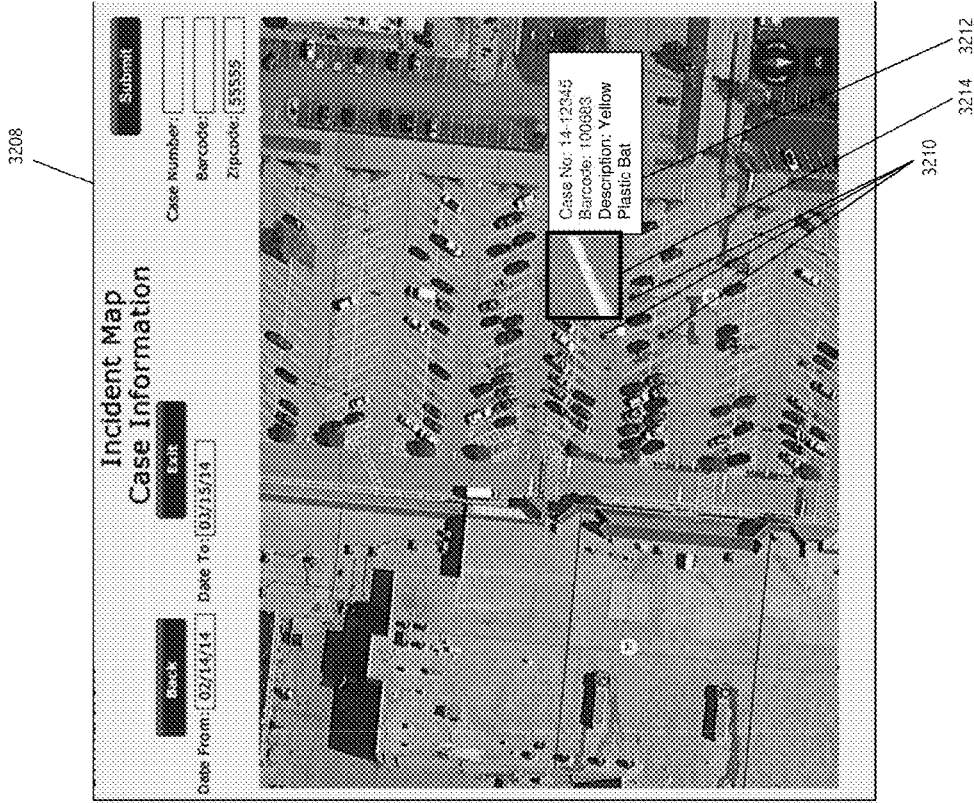 3208
Incident Map
Case Information
Back
Exit
Submit
Date From: 02/14/14
Date To: 03/15/14
Case Number:
Barcode:
Zipcode: 55555
Case No: 14-12345
Barcode: 100683
Description: Yellow
Plastic Bat
3210
3214
3212